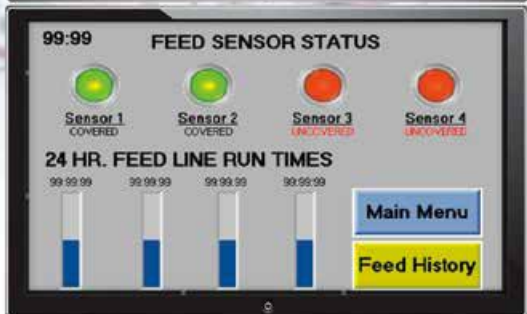 99:99 FEED SENSOR STATUS
Sensor 1 Sensor 2 Sensor 3 Sensor 4
COVERED COVERED UNCOVERED UNCOVERED
24 HR. FEED LINE RUN TIMES
99:99:99 99:99:99 99:99:99 99:99:99
Main Menu
Feed History